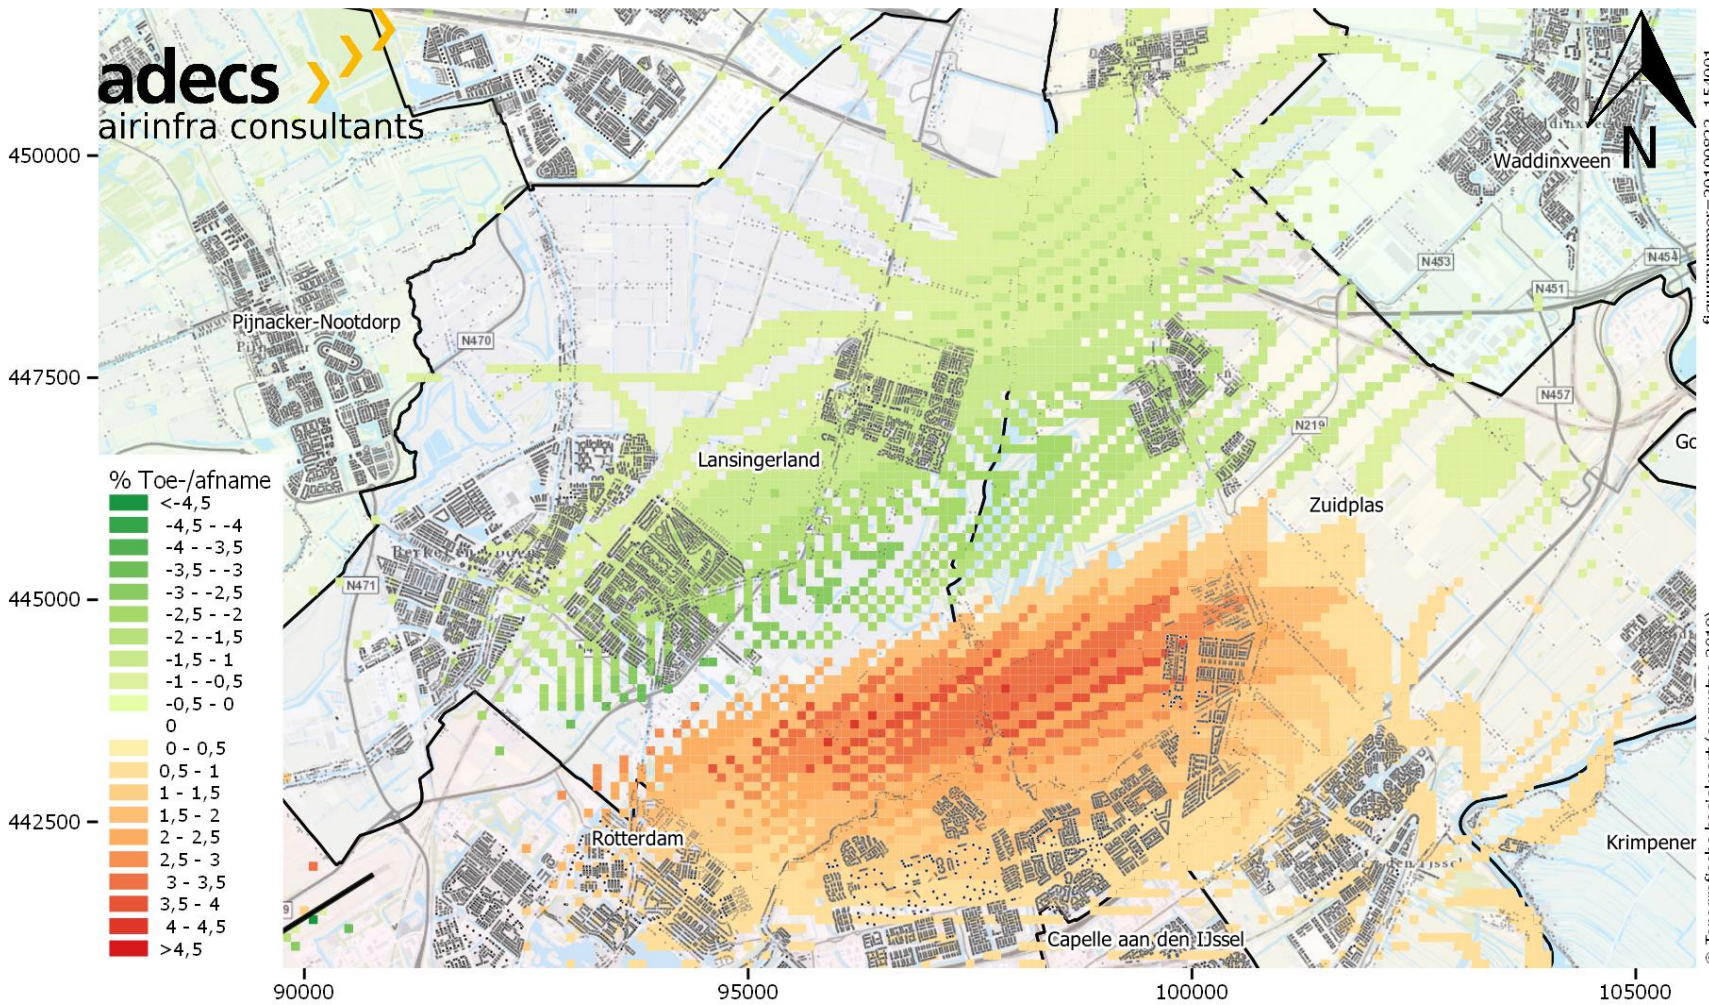 adecs
airinfra consultants
450000
447500
445000
442500
90000
95000
100000
105000
% Toe-/afname
<-4,5
-4,5 - -4
-4 - -3,5
-3,5 - -3
-3 - -2,5
-2,5 - -2
-2 - -1,5
-1,5 - 1
-1 - -0,5
-0,5 - 0
0
0 - 0,5
0,5 - 1
1 - 1,5
1,5 - 2
2 - 2,5
2,5 - 3
3 - 3,5
3,5 - 4
4 - 4,5
>4,5
N
Waddinxveen
N453
N454
N451
Pijnacker-Nootdorp
N470
N457
N219
Go
Lansingerland
Zuidplas
N471
Rotterdam
Krimpener
Capelle aan den IJssel
9